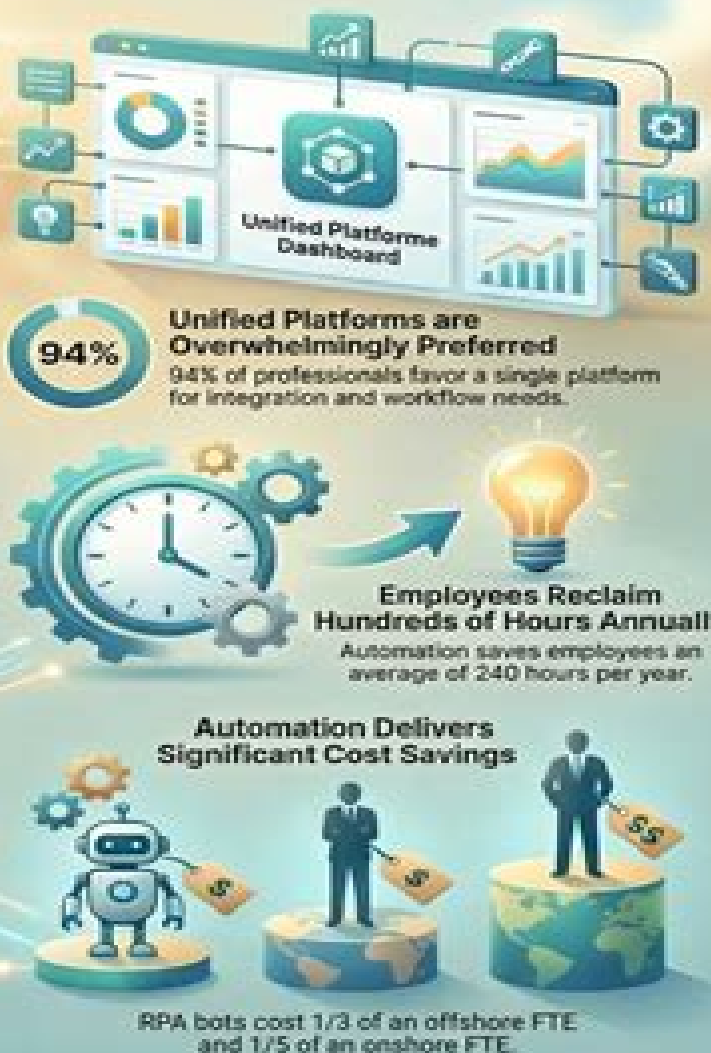 Unified Platforme
Dashboard
94%
Unified Platforms are
Overwhelmingly Preferred
94% of professionals favor a single platform
for integration and workflow needs.
Employees Reclaim
Hundreds of Hours Annuall
Automation saves employees an
average of 240 hours per year.
Automation Delivers
Significant Cost Savings
$
$
$$
RPA bots cost 1/3 of an offshore FTE
and 1/5 of an onshore FTE.